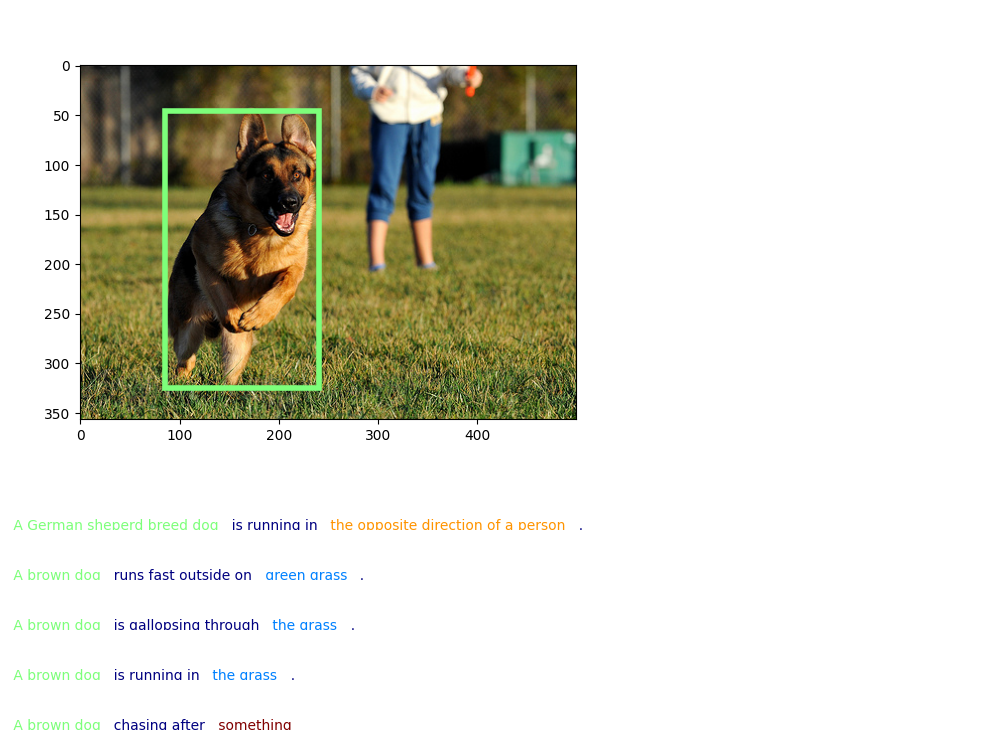 0
50
100
150
200
250
300
350
0 100 200 300 400
A German sheperd breed dog is running in the opposite direction of a person .
A brown dog runs fast outside on green grass .
A brown dog is gallopsing through the grass .
A brown dog is running in the grass .
A brown dog chasing after something